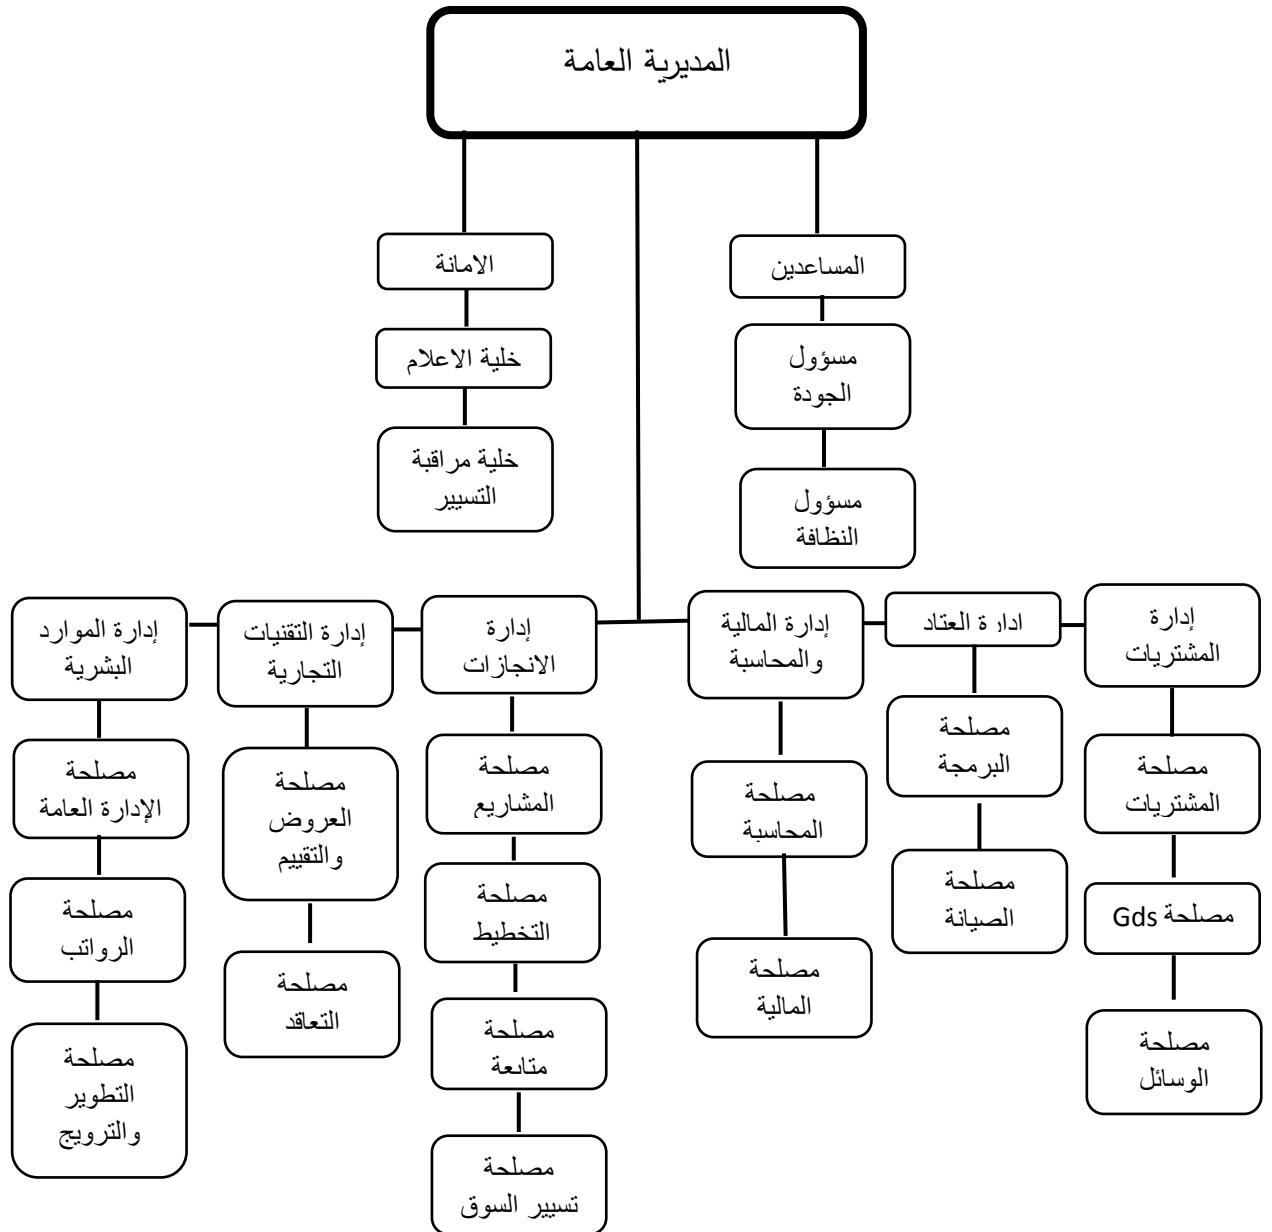 المديرية العامة
المساعدين
مسؤول
الجودة
مسؤول
النظافة
الامانة
خلية الاعلام
خلية مراقبة
التسيير
إدارة
المشتريات
مصلحة
المشتريات
مصلحة Gds
مصلحة
الوسائل
ادارة العتاد
مصلحة
البرمجة
مصلحة
الصيانة
إدارة المالية
والمحاسبة
مصلحة
المحاسبة
مصلحة
المالية
إدارة
الانجازات
مصلحة
المشاريع
مصلحة
التخطيط
مصلحة
متابعة
مصلحة
تسيير السوق
إدارة التقنيات
التجارية
مصلحة
العروض
والتقييم
مصلحة
التعاقد
إدارة الموارد
البشرية
مصلحة
الإدارة العامة
مصلحة
الرواتب
مصلحة
التطوير
والترويج